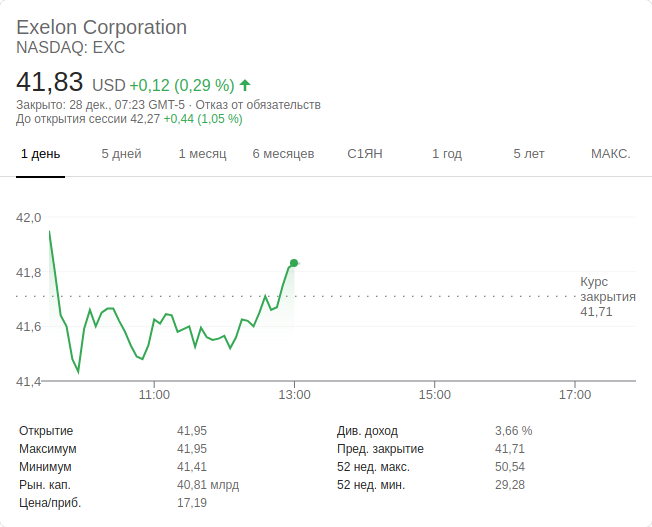 Exelon Corporation
NASDAQ: EXC
41,83 USD +0,12 (0,29 %)
Закрыто: 28 дек., 07:23 GMT-5 · Отказ от обязательств
До открытия сессии 42,27 +0,44 (1,05 %)
1 день 5 дней 1 месяц 6 месяцев С1ЯН 1 год 5 лет МАКС.
42,0
41,8
Курс
закрытия
41,71
41,6
41,4
11:00 13:00 15:00 17:00
Открытие 41,95 Див. доход 3,66 %
Максимум 41,95 Пред. закрытие 41,71
Минимум 41,41 52 нед. макс. 50,54
Рын. кап. 40,81 млрд 52 нед. мин. 29,28
Цена/приб. 17,19